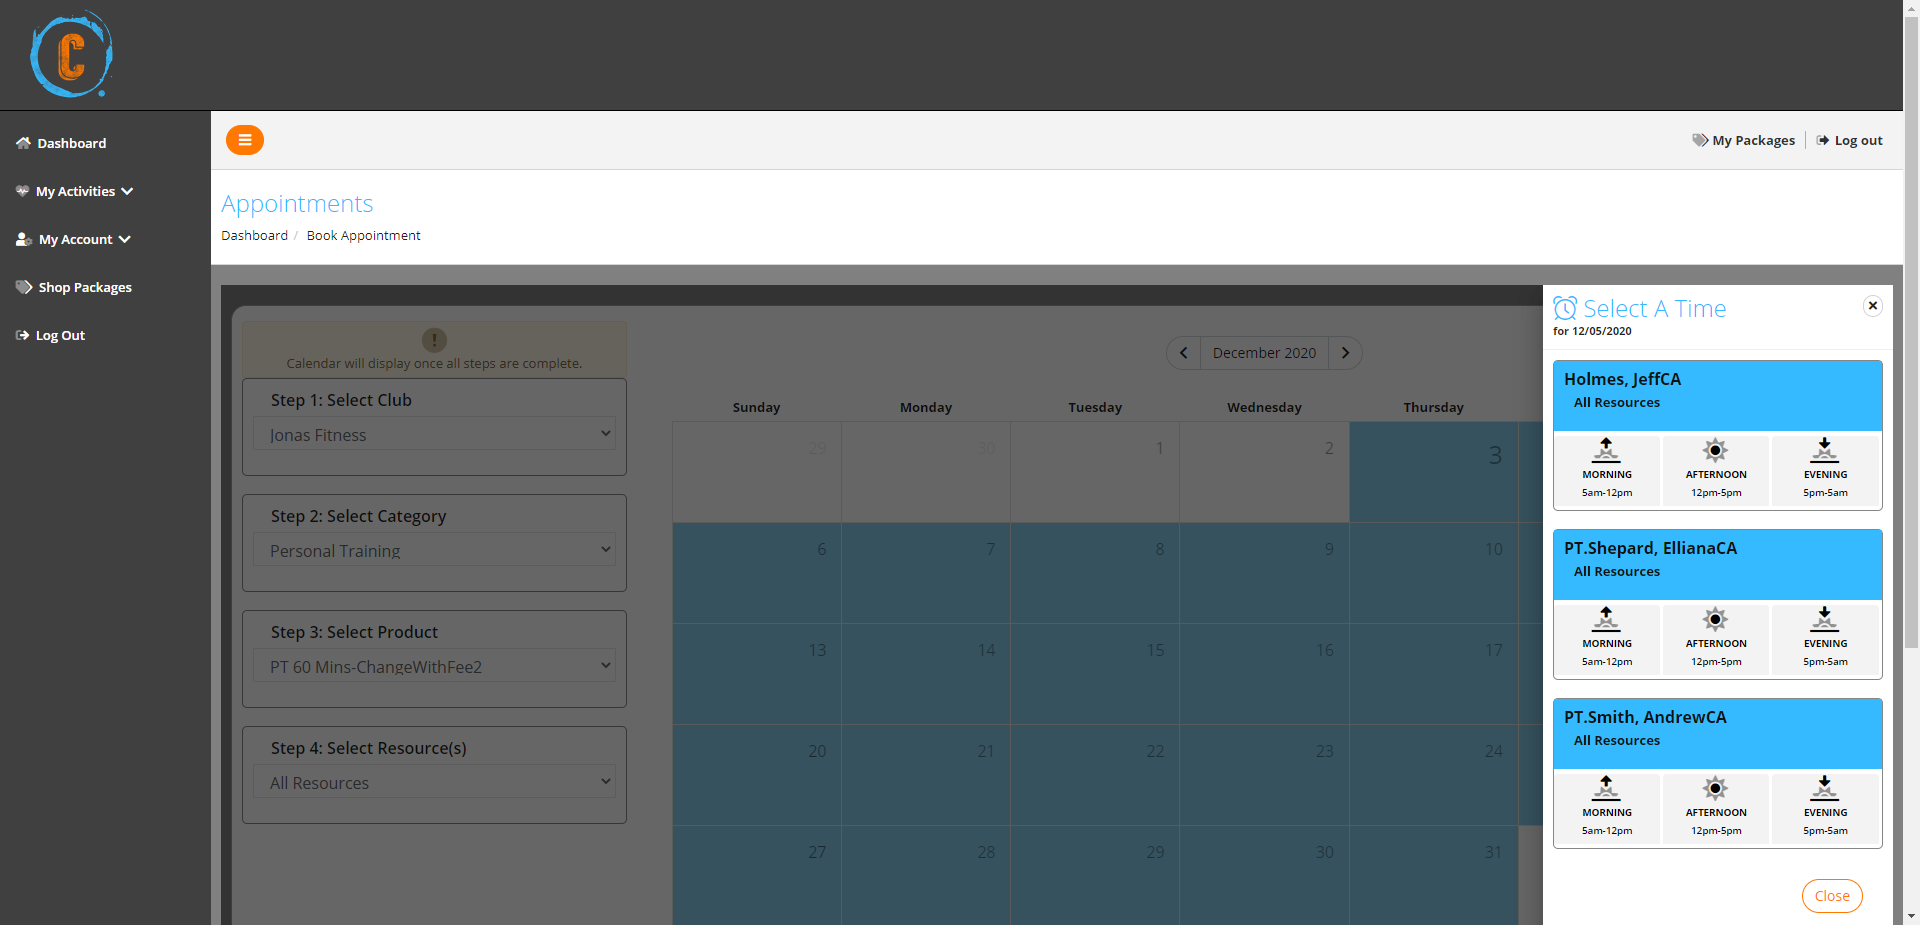 C
Dashboard
My Activities
My Account
Shop Packages
Log Out
My Packages
Log out
Appointments
Dashboard / Book Appointment
!
Calendar will display once all steps are complete.
Step 1: Select Club
Jonas Fitness
Step 2: Select Category
Personal Training
Step 3: Select Product
PT 60 Mins-ChangeWithFee2
Step 4: Select Resource(s)
All Resources
December 2020
Sunday Monday Tuesday Wednesday Thursday
29 30 1 2 3
6 7 8 9 10
13 14 15 16 17
20 21 22 23 24
27 28 29 30 31
Select A Time
for 12/05/2020
Holmes, JeffCA
All Resources
MORNING AFTERNOON EVENING
5am-12pm 12pm-5pm 5pm-5am
PT.Shepard, EllianaCA
All Resources
MORNING AFTERNOON EVENING
5am-12pm 12pm-5pm 5pm-5am
PT.Smith, AndrewCA
All Resources
MORNING AFTERNOON EVENING
5am-12pm 12pm-5pm 5pm-5am
Close